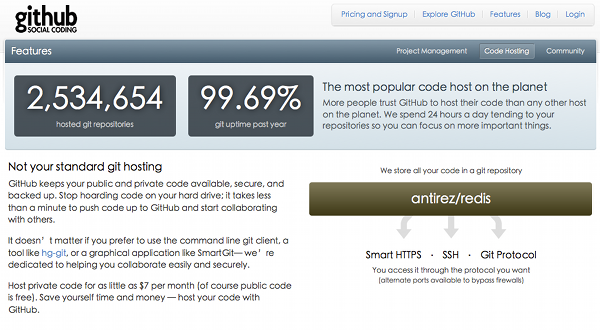 github
SOCIAL CODING
Pricing and Signup Explore GitHub Features Blog Login
Features
Project Management Code Hosting Community
2,534,654
hosted git repositories
99.69%
git uptime past year
The most popular code host on the planet
More people trust GitHub to host their code than any other host
on the planet. We spend 24 hours a day tending to your
repositories so you can focus on more important things.
Not your standard git hosting
GitHub keeps your public and private code available, secure, and
backed up. Stop hoarding code on your hard drive; it takes less
than a minute to push code up to GitHub and start collaborating
with others.
It doesn't matter if you prefer to use the command line git client, a
tool like hg-git, or a graphical application like SmartGit— we're
dedicated to helping you collaborate easily and securely.
Host private code for as little as $7 per month (of course public code
is free). Save yourself time and money — host your code with
GitHub.
We store all your code in a git repository
antirez/redis
Smart HTTPS · SSH · Git Protocol
You access it through the protocol you want
(alternate ports available to bypass firewalls)